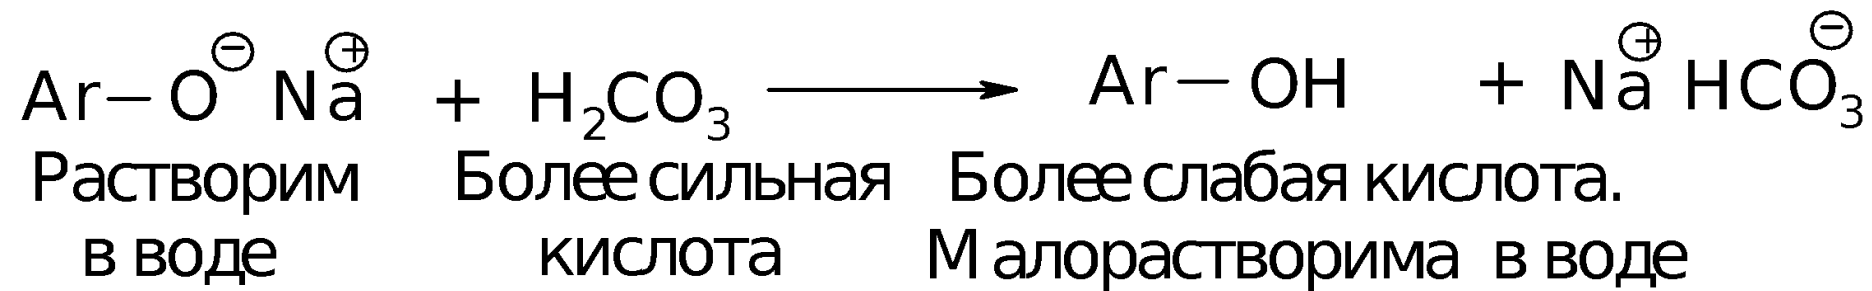 Ar—O⊖ Na⊕ + H₂CO₃ ⟶ Ar—OH + Na⊕ HCO₃⊖
Растворим Более сильная Более слабая кислота.
в воде кислота Малорастворима в воде